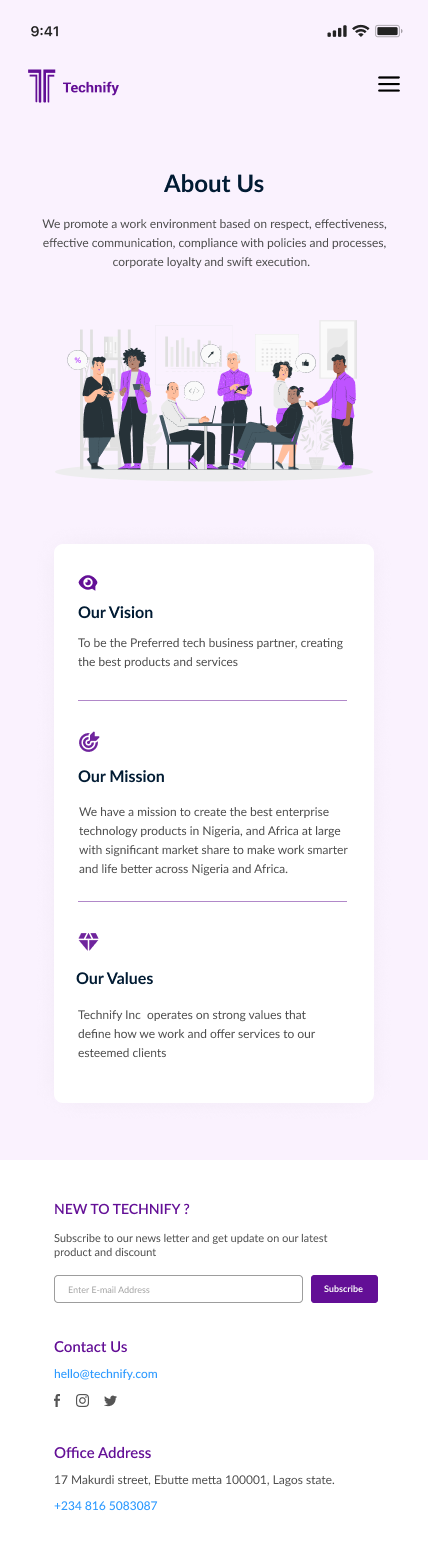 9:41
Technify
About Us
We promote a work environment based on respect, effectiveness,
effective communication, compliance with policies and processes,
corporate loyalty and swift execution.
%
</>
Our Vision
To be the Preferred tech business partner, creating
the best products and services
Our Mission
We have a mission to create the best enterprise
technology products in Nigeria, and Africa at large
with significant market share to make work smarter
and life better across Nigeria and Africa.
Our Values
Technify Inc  operates on strong values that
define how we work and offer services to our
esteemed clients
NEW TO TECHNIFY ?
Subscribe to our news letter and get update on our latest
product and discount
Enter E-mail Address
Subscribe
Contact Us
hello@technify.com
Office Address
17 Makurdi street, Ebutte metta 100001, Lagos state.
+234 816 5083087